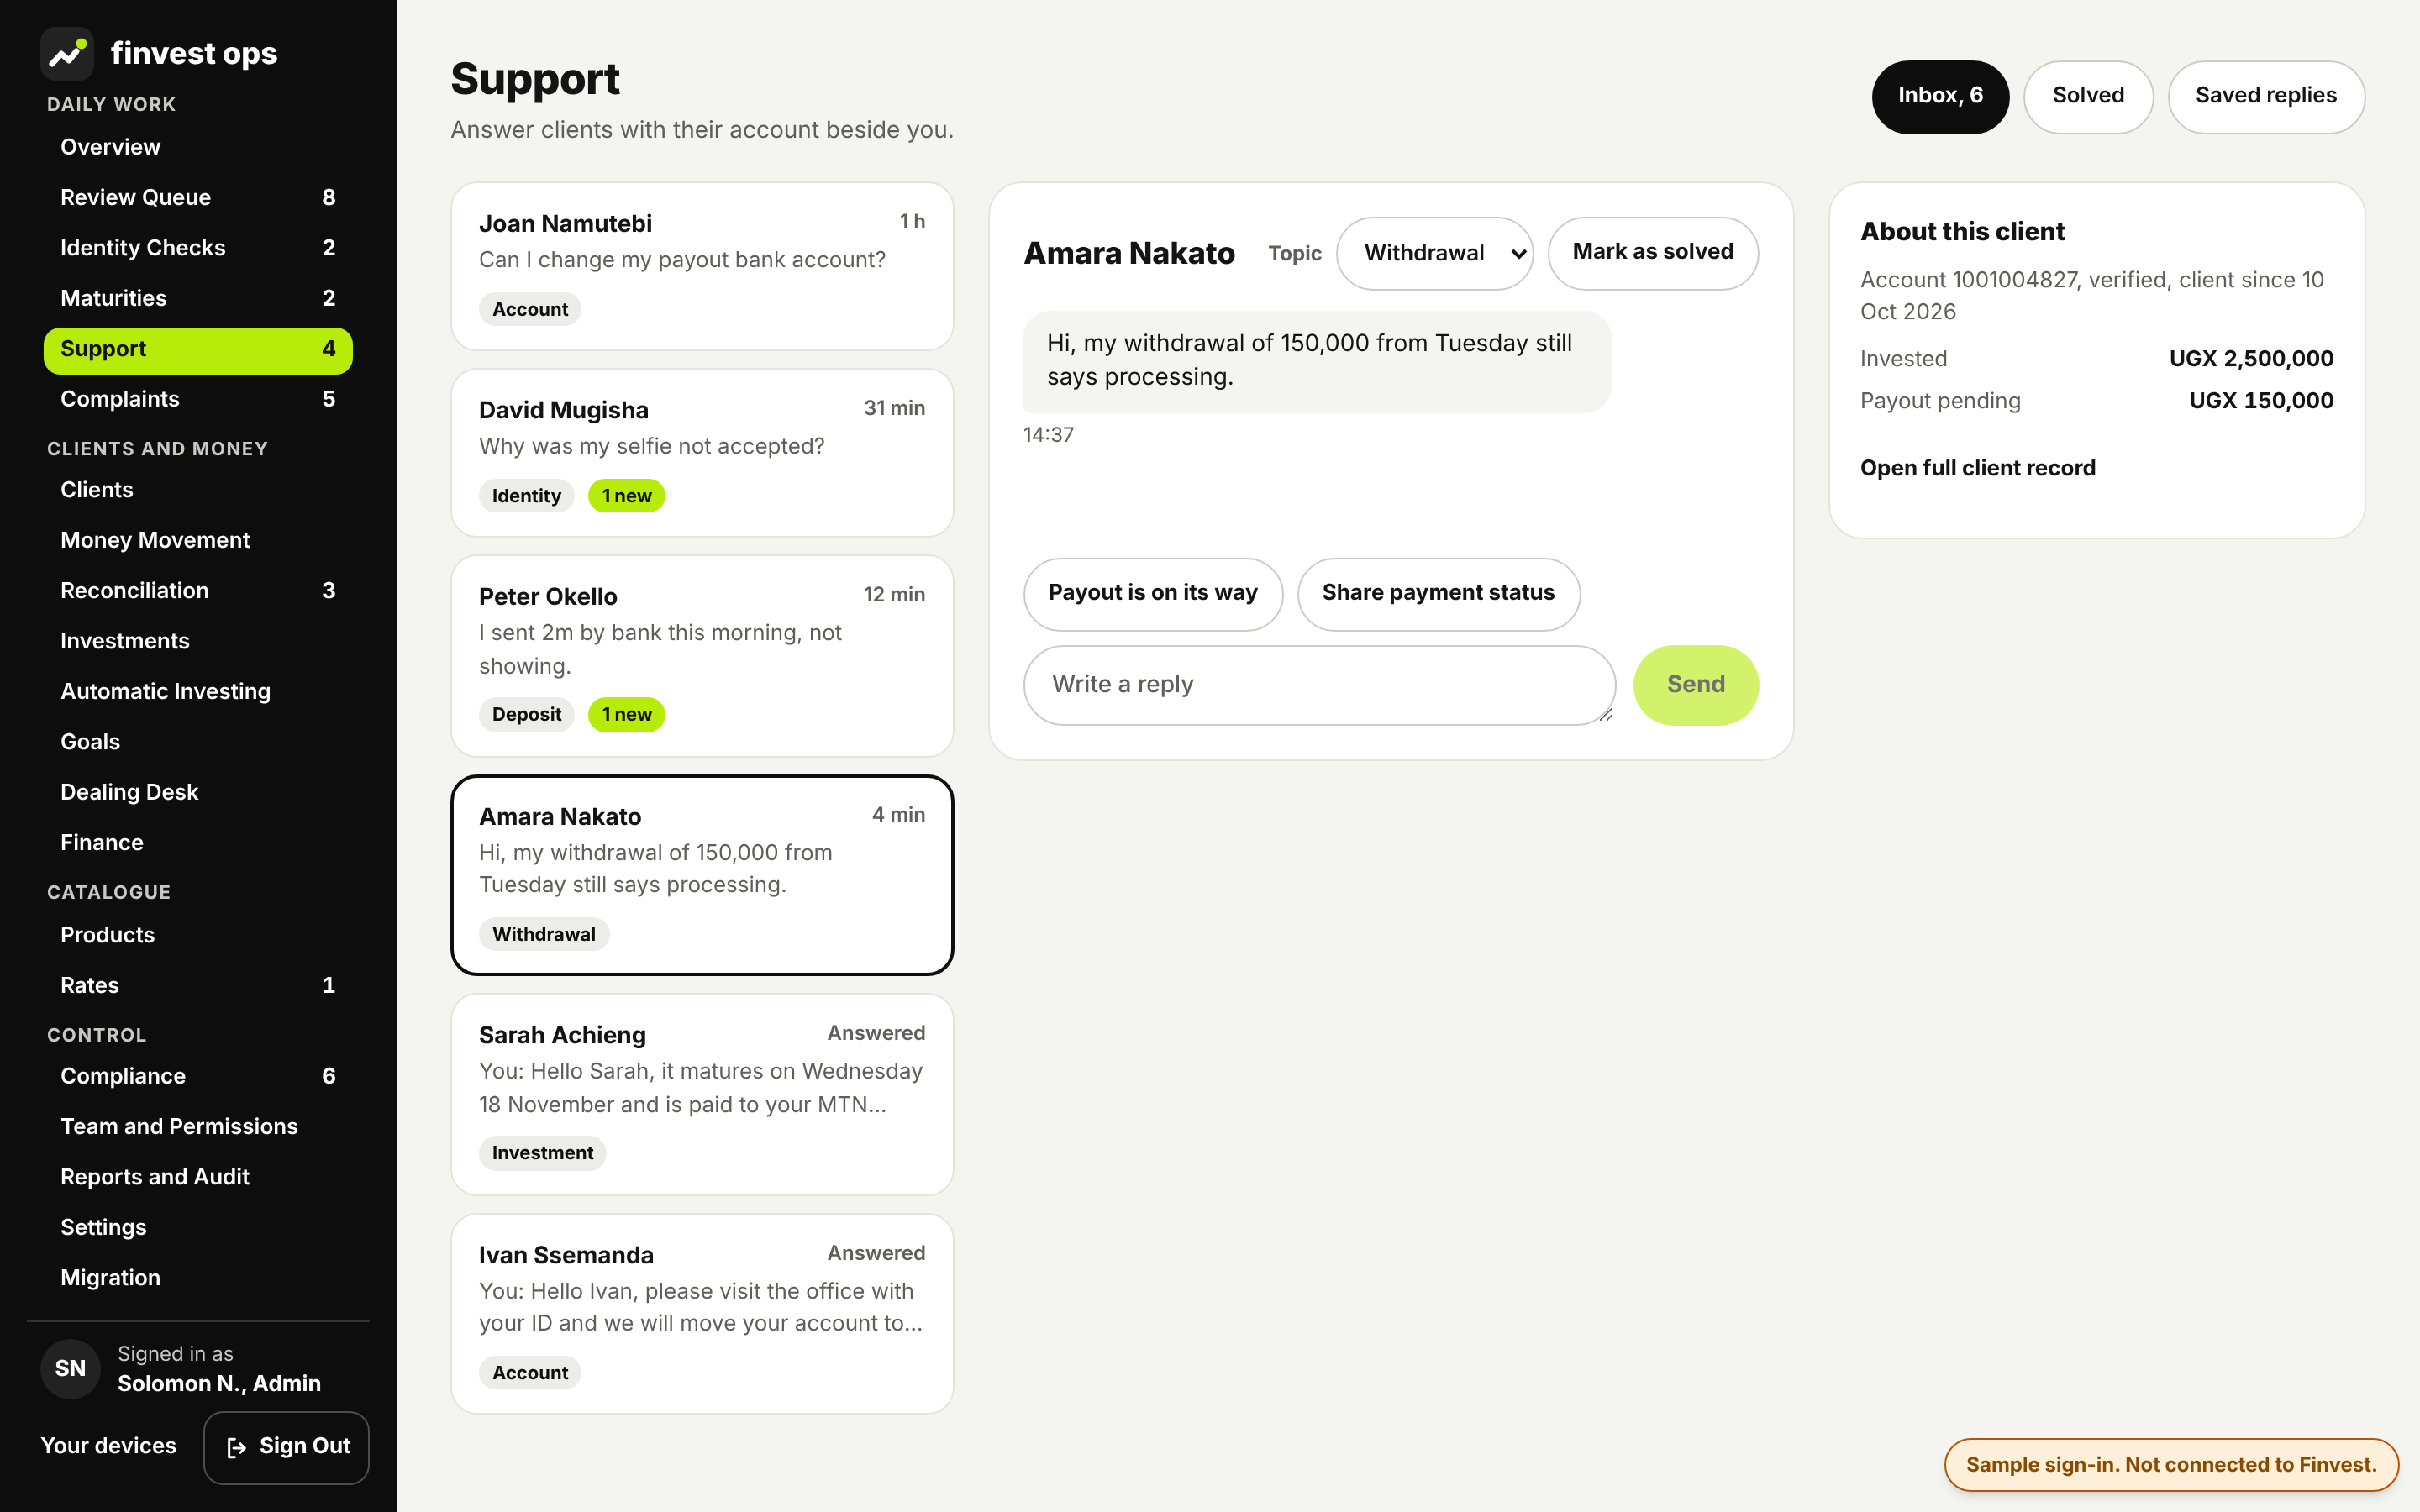 finvest ops
DAILY WORK
Overview
Review Queue 8
Identity Checks 2
Maturities 2
Support 4
Complaints 5
CLIENTS AND MONEY
Clients
Money Movement
Reconciliation 3
Investments
Automatic Investing
Goals
Dealing Desk
Finance
CATALOGUE
Products
Rates 1
CONTROL
Compliance 6
Team and Permissions
Reports and Audit
Settings
Migration
SN
Signed in as
Solomon N., Admin
Your devices
Sign Out
Support
Answer clients with their account beside you.
Inbox, 6
Solved
Saved replies
Joan Namutebi 1 h
Can I change my payout bank account?
Account
David Mugisha 31 min
Why was my selfie not accepted?
Identity 1 new
Peter Okello 12 min
I sent 2m by bank this morning, not
showing.
Deposit 1 new
Amara Nakato 4 min
Hi, my withdrawal of 150,000 from
Tuesday still says processing.
Withdrawal
Sarah Achieng Answered
You: Hello Sarah, it matures on Wednesday
18 November and is paid to your MTN...
Investment
Ivan Ssemanda Answered
You: Hello Ivan, please visit the office with
your ID and we will move your account to...
Account
Amara Nakato
Topic
Withdrawal
Mark as solved
Hi, my withdrawal of 150,000 from Tuesday still
says processing.
14:37
Payout is on its way
Share payment status
Write a reply
Send
About this client
Account 1001004827, verified, client since 10
Oct 2026
Invested UGX 2,500,000
Payout pending UGX 150,000
Open full client record
Sample sign-in. Not connected to Finvest.